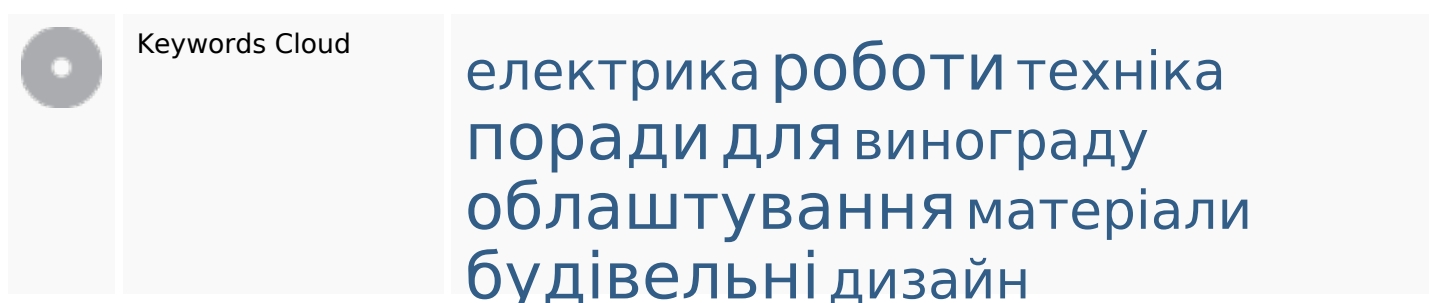 Keywords Cloud
електрика роботи техніка
поради для винограду
облаштування матеріали
будівельні дизайн